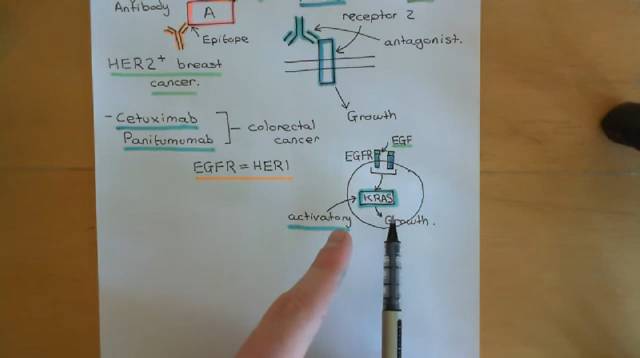 Antibody
A
Epitope
receptor 2
antagonist.
HER2+ breast
cancer.
Growth
- Cetuximab
Panitumumab
colorectal
cancer
EGFR = HER1
EGFR
EGF
KRAS
activatory
Growth.